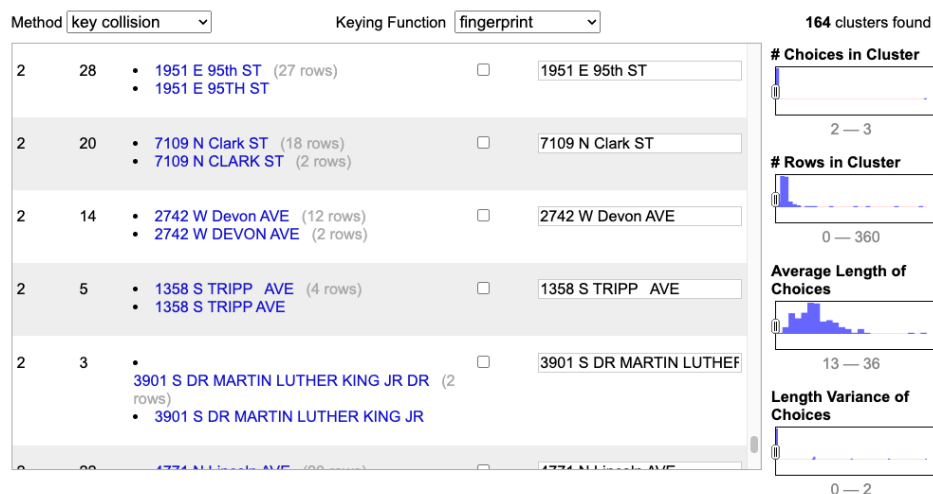 Method key collision Keying Function fingerprint 164 clusters found
2 28 • 1951 E 95th ST (27 rows) 1951 E 95th ST
• 1951 E 95TH ST
2 20 • 7109 N Clark ST (18 rows) 7109 N Clark ST
• 7109 N CLARK ST (2 rows)
2 14 • 2742 W Devon AVE (12 rows) 2742 W Devon AVE
• 2742 W DEVON AVE (2 rows)
2 5 • 1358 S TRIPP   AVE (4 rows) 1358 S TRIPP   AVE
• 1358 S TRIPP AVE
2 3 • 3901 S DR MARTIN LUTHER
3901 S DR MARTIN LUTHER KING JR DR (2
rows)
• 3901 S DR MARTIN LUTHER KING JR
# Choices in Cluster
2 — 3
# Rows in Cluster
0 — 360
Average Length of
Choices
13 — 36
Length Variance of
Choices
0 — 2